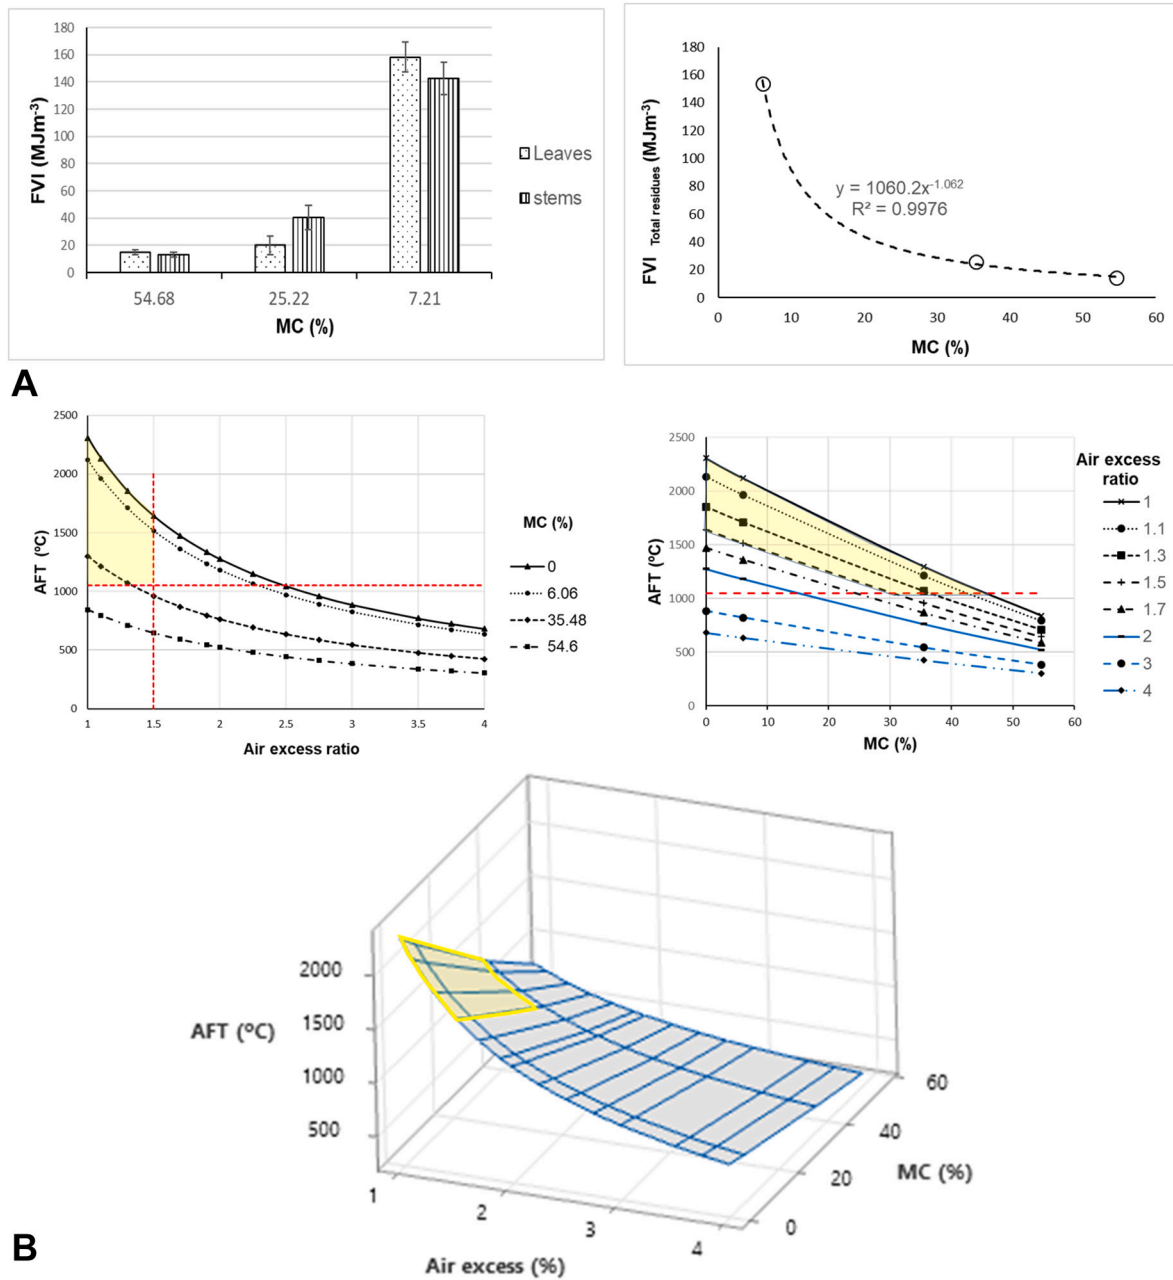 180
160
140
120
100
80
60
40
20
0
FVI (MJm-3)
54.68 25.22 7.21
MC (%)
Leaves
stems
180
160
140
120
100
80
60
40
20
0
FVI Total residues (MJm-3)
y = 1060.2x-1.062
R² = 0.9976
0 10 20 30 40 50 60
MC (%)
A
2500
2000
1500
1000
500
0
AFT (ºC)
1 1.5 2 2.5 3 3.5 4
Air excess ratio
MC (%)
0
6.06
35.48
54.6
2500
2000
1500
1000
500
0
AFT (ºC)
0 10 20 30 40 50 60
MC (%)
Air excess
ratio
1
1.1
1.3
1.5
1.7
2
3
4
2000
1500
1000
500
AFT (ºC)
1 2 3 4
Air excess (%)
60
40
20
0
MC (%)
B